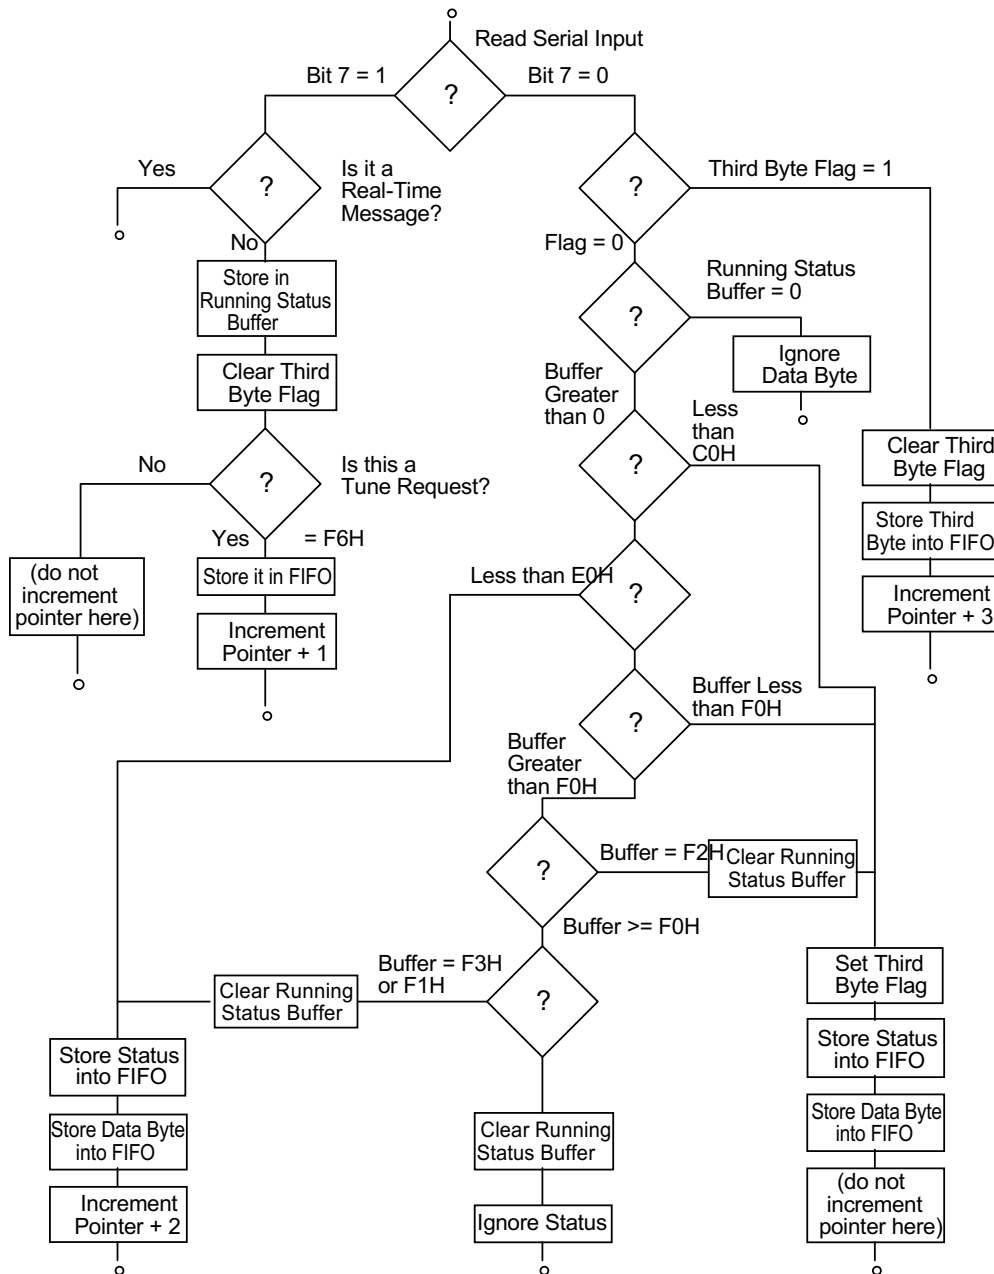 Read Serial Input
Bit 7 = 1
?
Bit 7 = 0
Yes
?
Is it a
Real-Time
Message?
?
Third Byte Flag = 1
No
Flag = 0
Store in
Running Status
Buffer
?
Running Status
Buffer = 0
Ignore
Data Byte
Clear Third
Byte Flag
Buffer
Greater
than 0
Less
than
C0H
?
No
?
Is this a
Tune Request?
Clear Third
Byte Flag
Store Third
Byte into FIFO
Increment
Pointer + 3
Yes
= F6H
Store it in FIFO
Increment
Pointer + 1
(do not
increment
pointer here)
Less than E0H
?
Buffer Less
than F0H
?
Buffer
Greater
than F0H
?
Buffer = F2H
Clear Running
Status Buffer
Buffer >= F0H
Buffer = F3H
or F1H
?
Clear Running
Status Buffer
Set Third
Byte Flag
Store Status
into FIFO
Store Data Byte
into FIFO
(do not
increment
pointer here)
Store Status
into FIFO
Store Data Byte
into FIFO
Increment
Pointer + 2
Clear Running
Status Buffer
Ignore Status